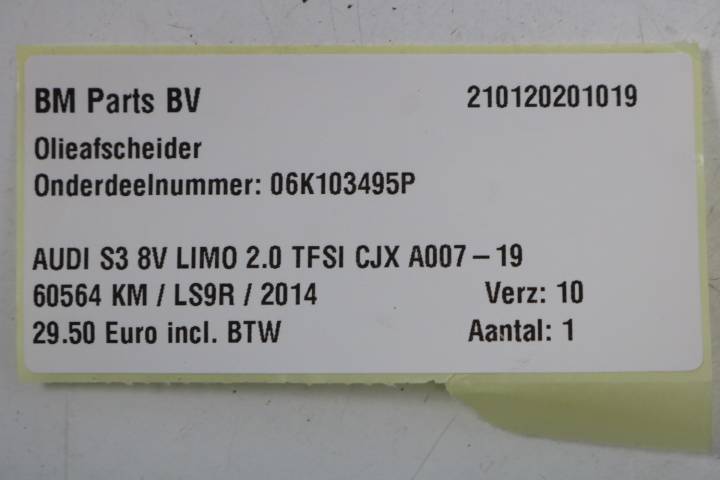 BM Parts BV 210120201019
Olieafscheider
Onderdeelnummer: 06K103495P
AUDI S3 8V LIMO 2.0 TFSI CJX A007-19
60564 KM / LS9R / 2014 Verz: 10
29.50 Euro incl. BTW Aantal: 1